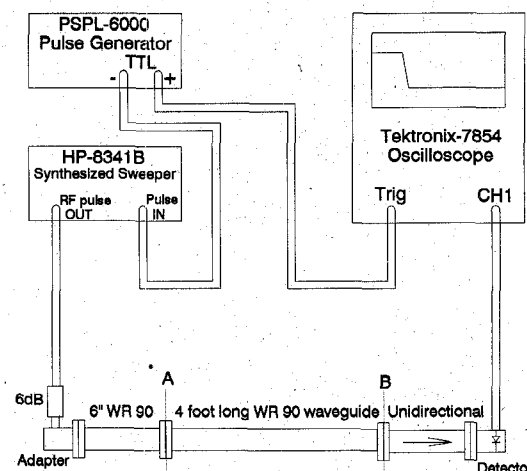 PSPL-6000
Pulse Generator
TTL
- +
HP-8341B
Synthesized Sweeper
RF pulse
OUT
Pulse
IN
Tektronix-7854
Oscilloscope
Trig
CH1
6dB
A
B
6" WR 90
4 foot long WR 90 waveguide
Unidirectional
Adapter
Detecto